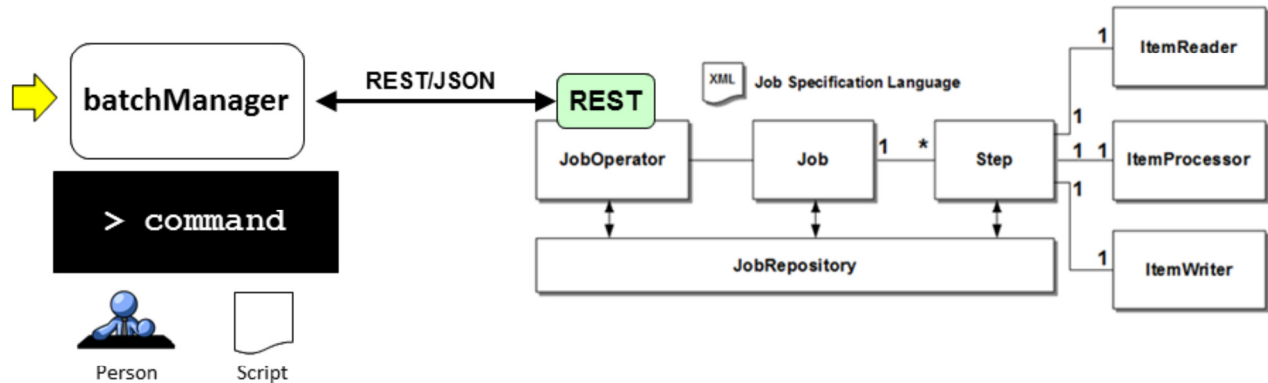 batchManager
> command
Person
Script
REST/JSON
REST
XML
Job Specification Language
JobOperator
Job
1
*
Step
1
1 1
1
1
ItemReader
ItemProcessor
1
ItemWriter
JobRepository